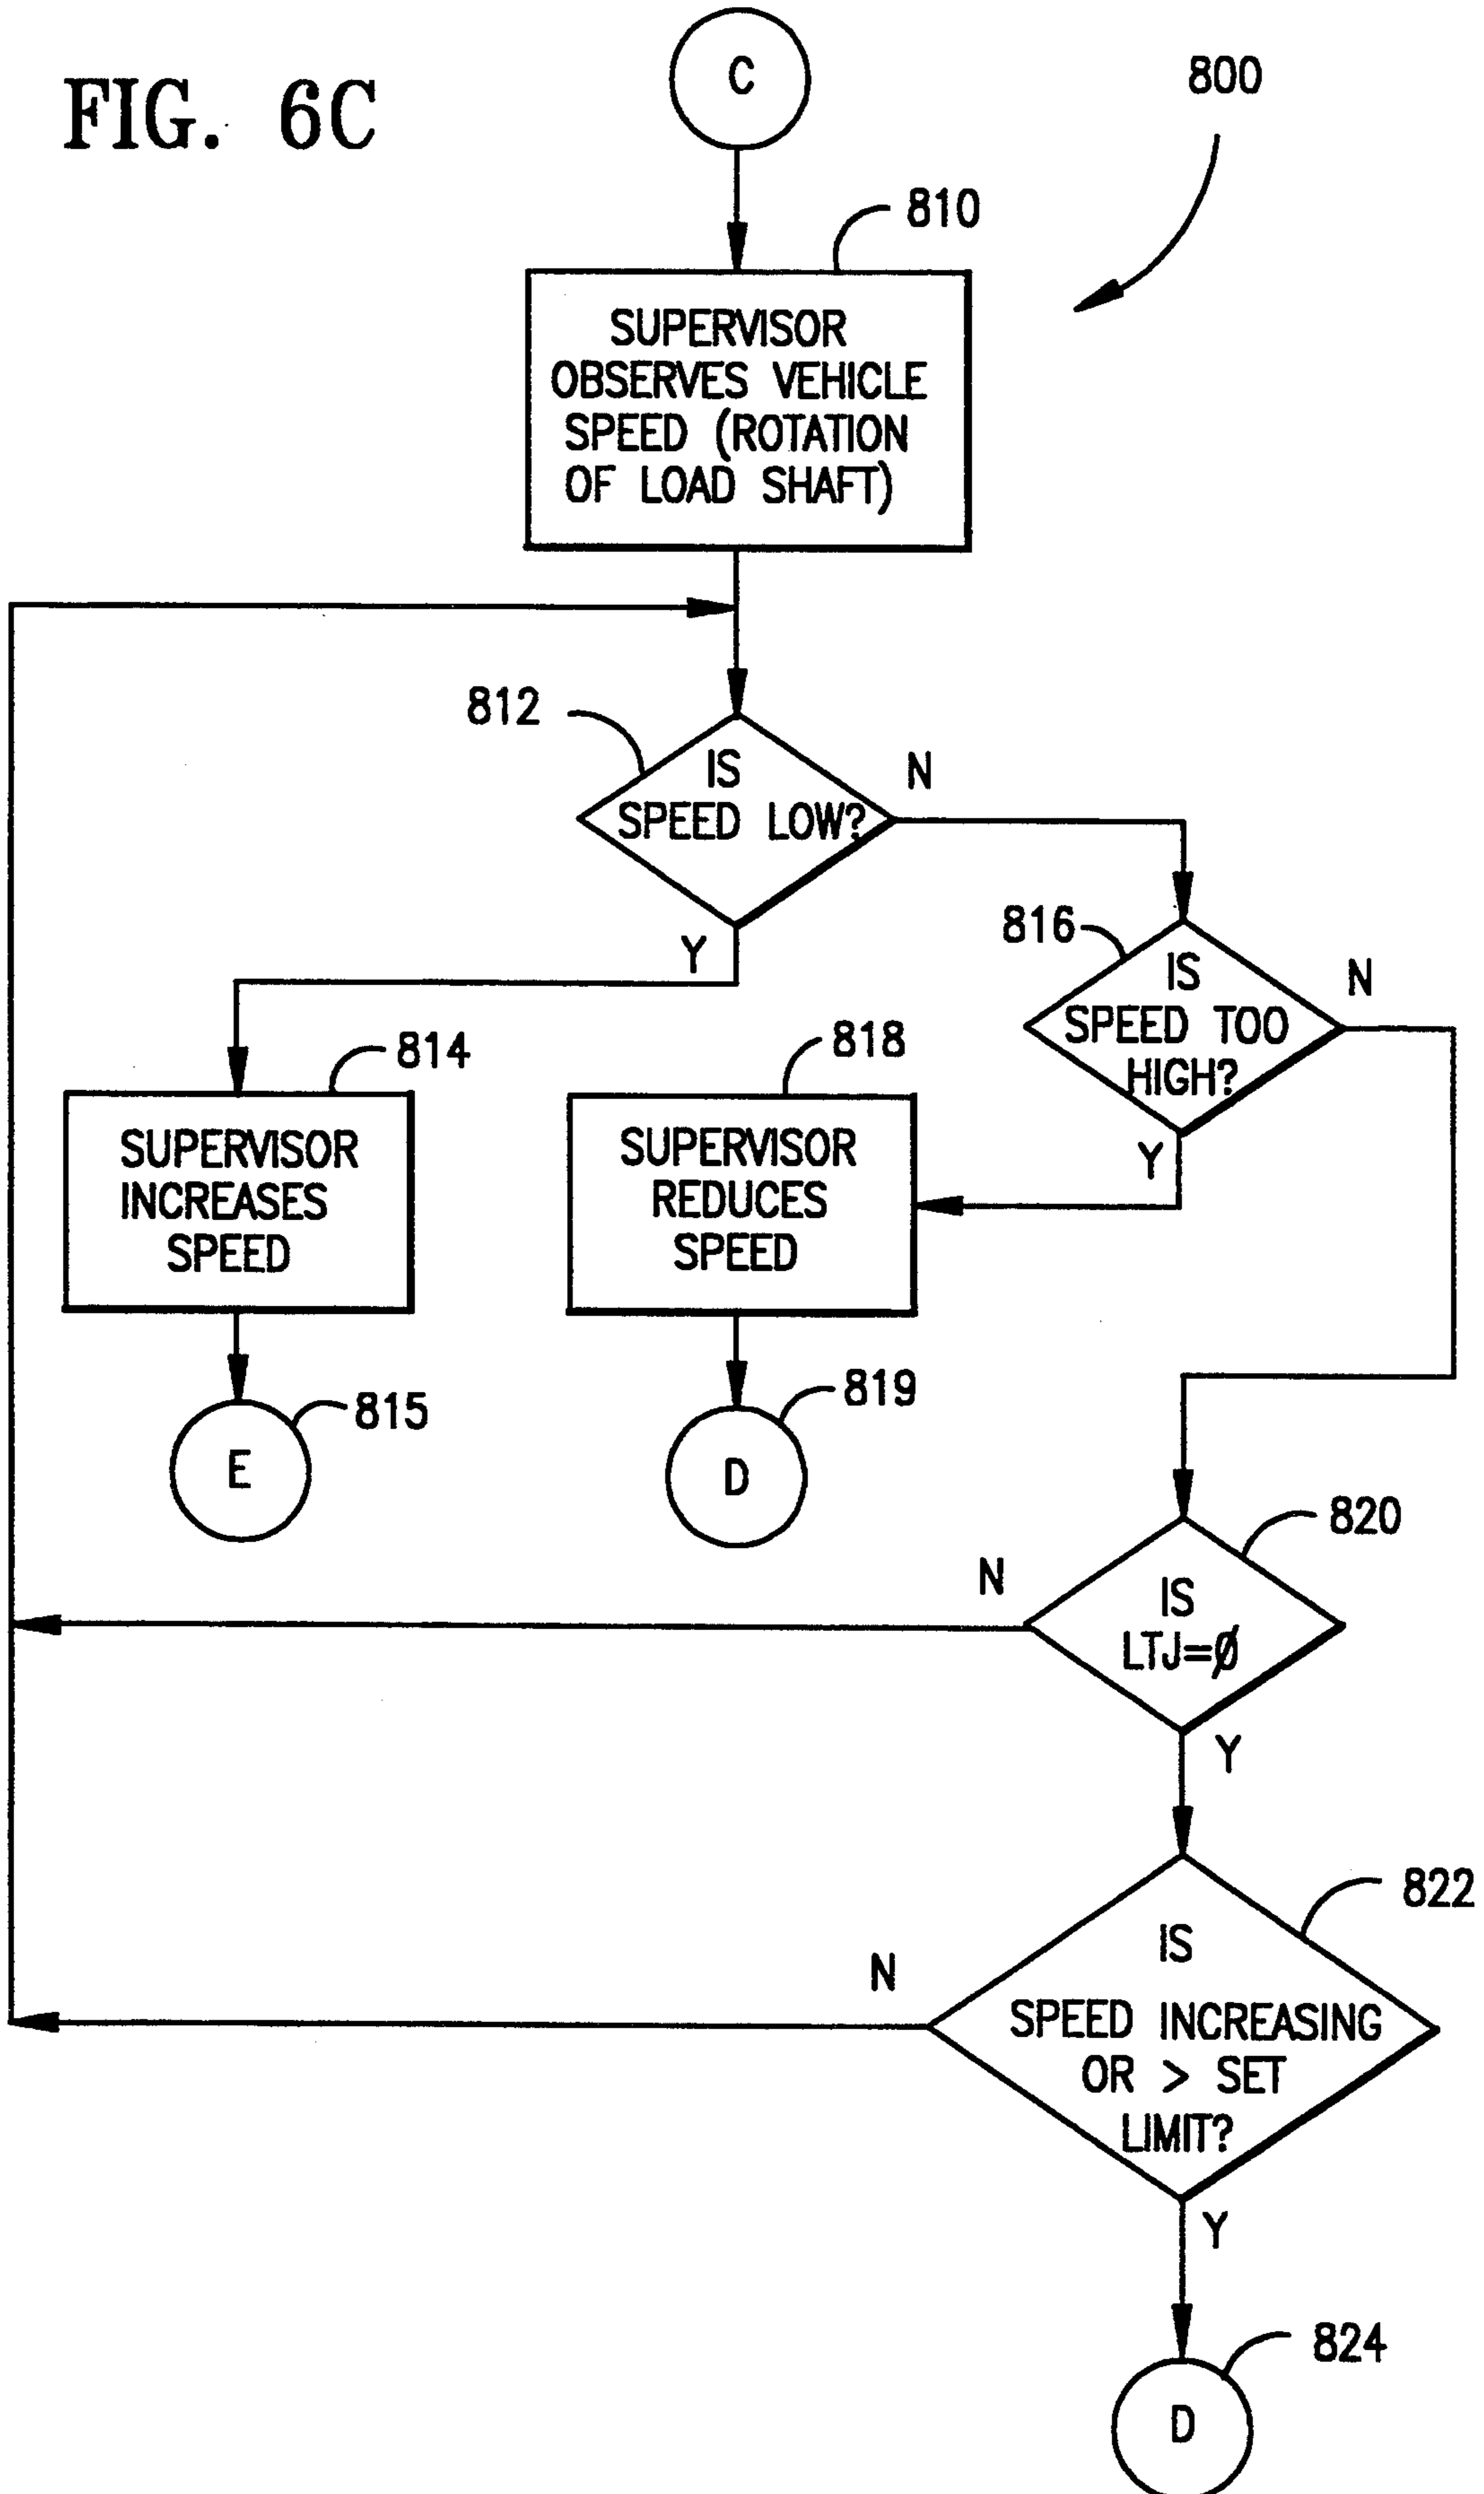 FIG. 6C
C
800
810
SUPERVISOR
OBSERVES VEHICLE
SPEED (ROTATION
OF LOAD SHAFT)
812
IS
SPEED LOW?
N
Y
816
IS
SPEED TOO
HIGH?
N
Y
814
SUPERVISOR
INCREASES
SPEED
818
SUPERVISOR
REDUCES
SPEED
815
E
819
D
820
IS
LTJ=Ø
N
Y
822
IS
SPEED INCREASING
OR > SET
LIMIT?
N
Y
824
D